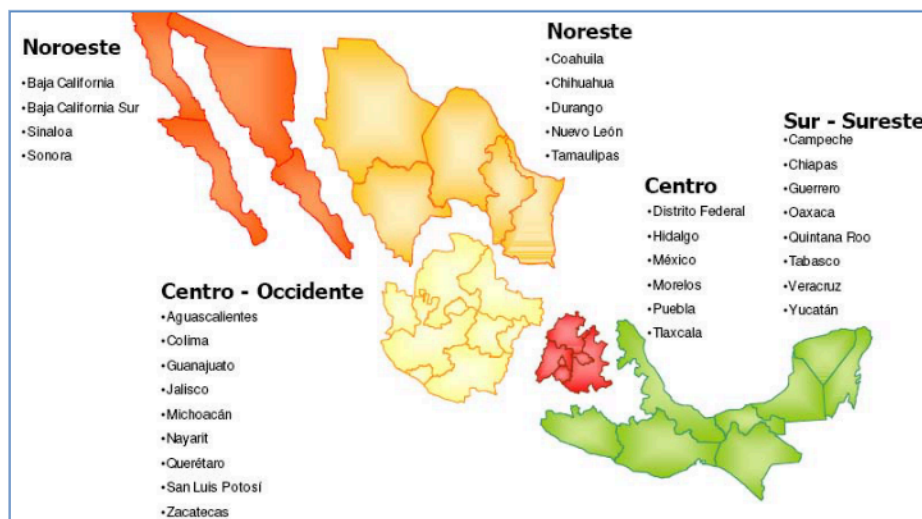 Noroeste
•Baja California
•Baja California Sur
•Sinaloa
•Sonora
Noreste
•Coahuila
•Chihuahua
•Durango
•Nuevo León
•Tamaulipas
Sur - Sureste
•Campeche
•Chiapas
•Guerrero
•Oaxaca
•Quintana Roo
•Tabasco
•Veracruz
•Yucatán
Centro
•Distrito Federal
•Hidalgo
•México
•Morelos
•Puebla
•Tlaxcala
Centro - Occidente
•Aguascalientes
•Colima
•Guanajuato
•Jalisco
•Michoacán
•Nayarit
•Querétaro
•San Luis Potosí
•Zacatecas